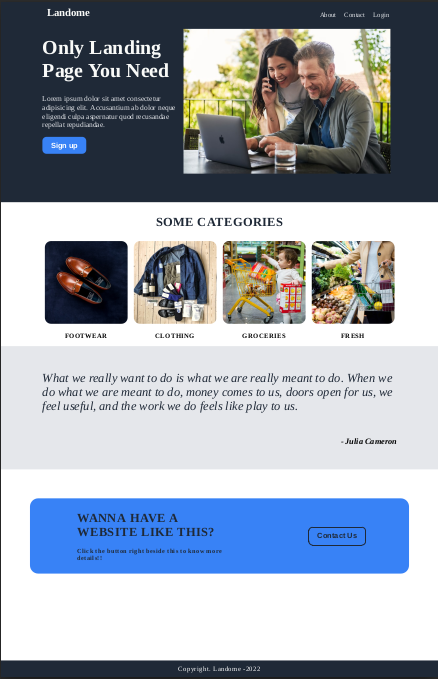 Landome
About Contact Login
Only Landing
Page You Need
Lorem ipsum dolor sit amet consectetur
adipisicing elit. Accusantium ab dolor neque
eligendi culpa aspernatur quod recusandae
repellat repudiandae.
Sign up
SOME CATEGORIES
FOOTWEAR
CLOTHING
GROCERIES
FRESH
What we really want to do is what we are really meant to do. When we
do what we are meant to do, money comes to us, doors open for us, we
feel useful, and the work we do feels like play to us.
- Julia Cameron
WANNA HAVE A
WEBSITE LIKE THIS?
Click the button right beside this to know more
details!!
Contact Us
Copyright. Landome -2022